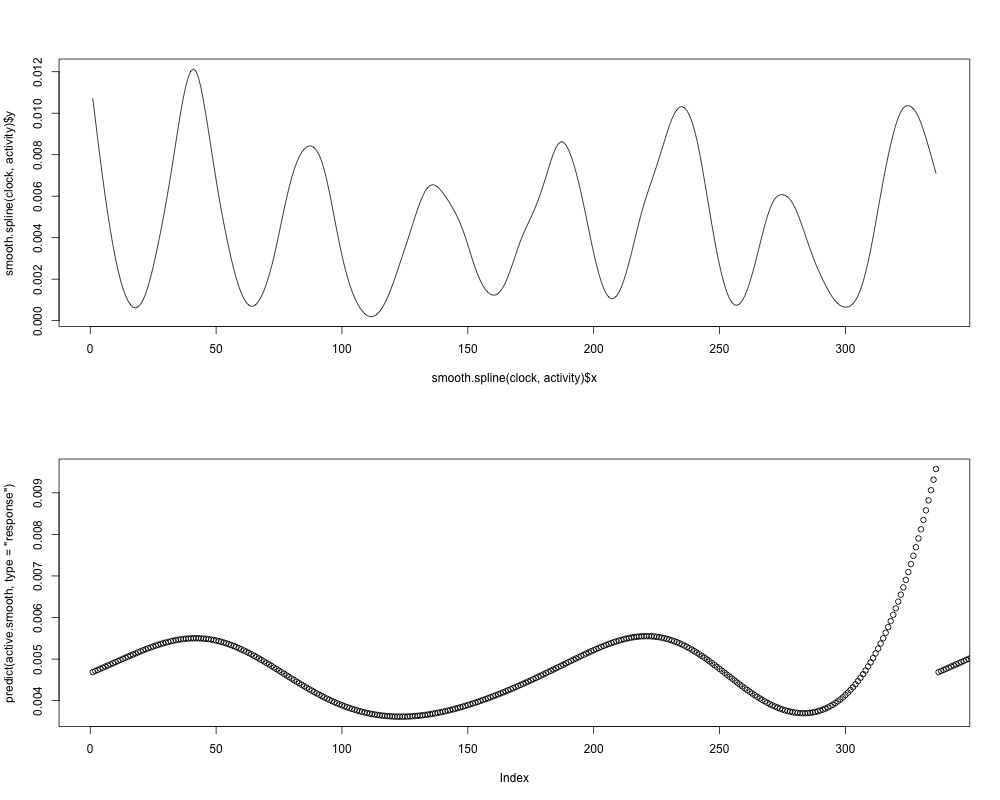 smooth.spline(clock, activity)$y
0.000 0.002 0.004 0.006 0.008 0.010 0.012
0 50 100 150 200 250 300
smooth.spline(clock, activity)$x
predict(active.smooth, type = "response")
0.004 0.005 0.006 0.007 0.008 0.009
0 50 100 150 200 250 300
Index